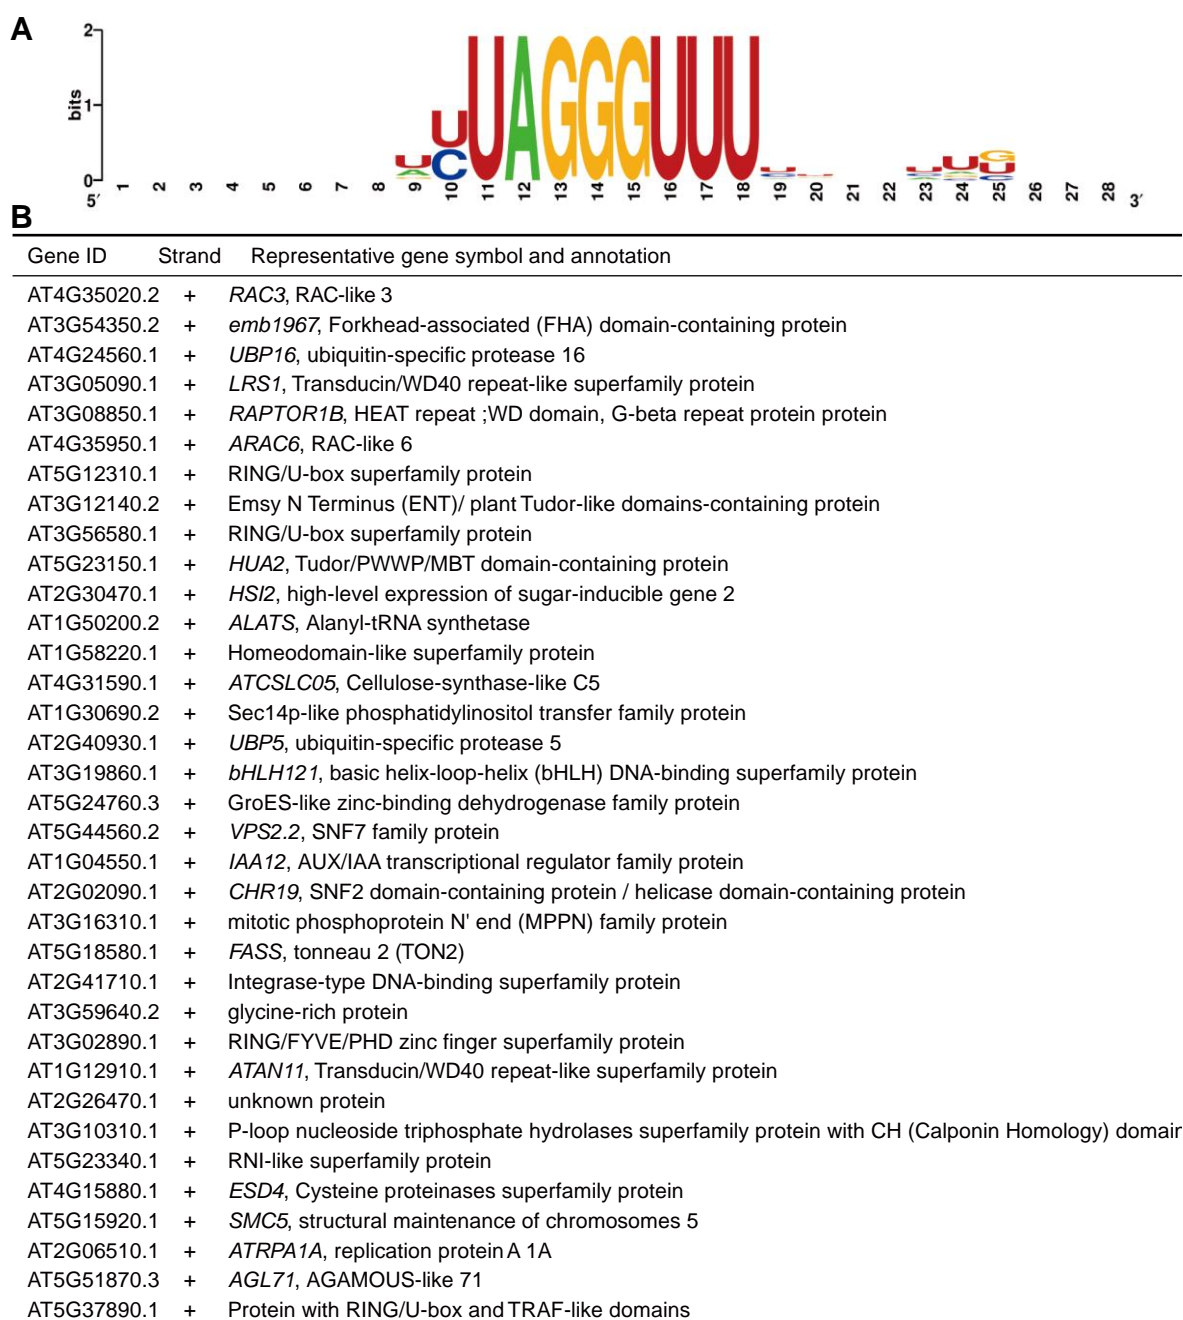 A
2
bits
1
0
UAGGGUUU
U
C
U
A
U
U
U
G
U
C
5′
1 2 3 4 5 6 7 8 9 10 11 12 13 14 15 16 17 18 19 20 21 22 23 24 25 26 27 28
3′
B
Gene ID Strand Representative gene symbol and annotation
AT4G35020.2 + RAC3, RAC-like 3
AT3G54350.2 + emb1967, Forkhead-associated (FHA) domain-containing protein
AT4G24560.1 + UBP16, ubiquitin-specific protease 16
AT3G05090.1 + LRS1, Transducin/WD40 repeat-like superfamily protein
AT3G08850.1 + RAPTOR1B, HEAT repeat ;WD domain, G-beta repeat protein protein
AT4G35950.1 + ARAC6, RAC-like 6
AT5G12310.1 + RING/U-box superfamily protein
AT3G12140.2 + Emsy N Terminus (ENT)/ plant Tudor-like domains-containing protein
AT3G56580.1 + RING/U-box superfamily protein
AT5G23150.1 + HUA2, Tudor/PWWP/MBT domain-containing protein
AT2G30470.1 + HSI2, high-level expression of sugar-inducible gene 2
AT1G50200.2 + ALATS, Alanyl-tRNA synthetase
AT1G58220.1 + Homeodomain-like superfamily protein
AT4G31590.1 + ATCSLC05, Cellulose-synthase-like C5
AT1G30690.2 + Sec14p-like phosphatidylinositol transfer family protein
AT2G40930.1 + UBP5, ubiquitin-specific protease 5
AT3G19860.1 + bHLH121, basic helix-loop-helix (bHLH) DNA-binding superfamily protein
AT5G24760.3 + GroES-like zinc-binding dehydrogenase family protein
AT5G44560.2 + VPS2.2, SNF7 family protein
AT1G04550.1 + IAA12, AUX/IAA transcriptional regulator family protein
AT2G02090.1 + CHR19, SNF2 domain-containing protein / helicase domain-containing protein
AT3G16310.1 + mitotic phosphoprotein N' end (MPPN) family protein
AT5G18580.1 + FASS, tonneau 2 (TON2)
AT2G41710.1 + Integrase-type DNA-binding superfamily protein
AT3G59640.2 + glycine-rich protein
AT3G02890.1 + RING/FYVE/PHD zinc finger superfamily protein
AT1G12910.1 + ATAN11, Transducin/WD40 repeat-like superfamily protein
AT2G26470.1 + unknown protein
AT3G10310.1 + P-loop nucleoside triphosphate hydrolases superfamily protein with CH (Calponin Homology) domain
AT5G23340.1 + RNI-like superfamily protein
AT4G15880.1 + ESD4, Cysteine proteinases superfamily protein
AT5G15920.1 + SMC5, structural maintenance of chromosomes 5
AT2G06510.1 + ATRPA1A, replication protein A 1A
AT5G51870.3 + AGL71, AGAMOUS-like 71
AT5G37890.1 + Protein with RING/U-box and TRAF-like domains